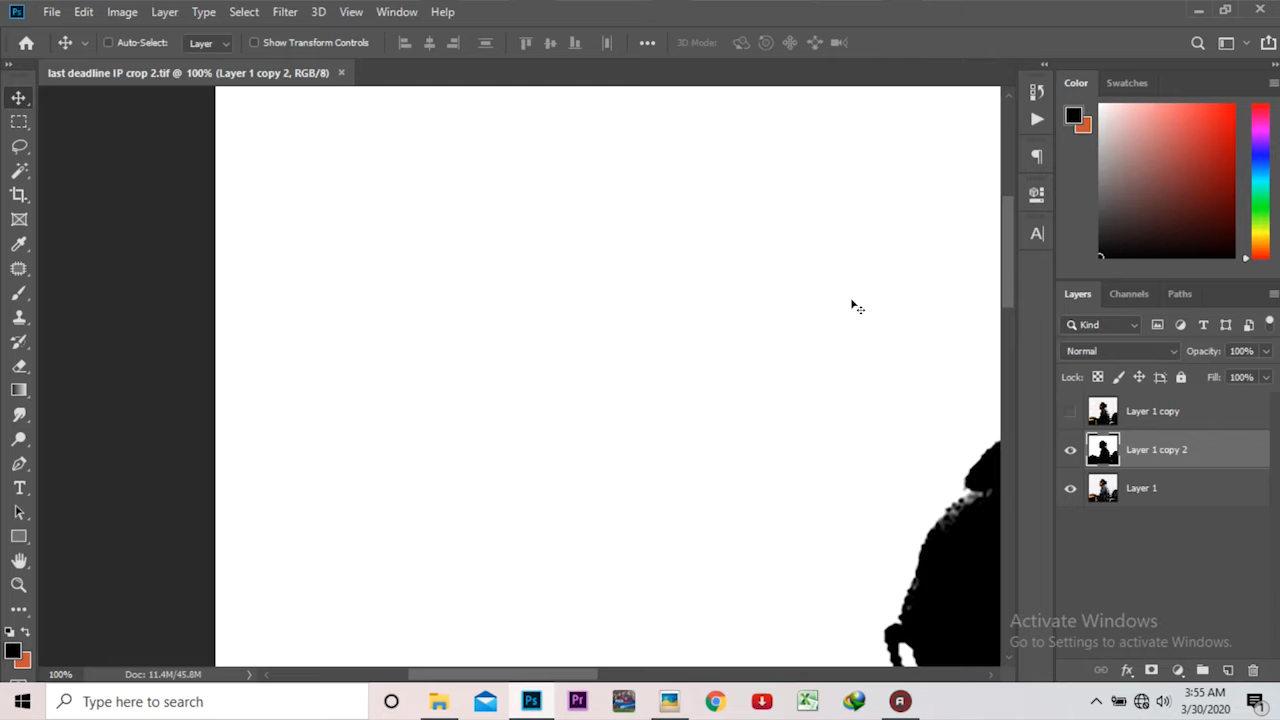 Ps File Edit Image Layer Type Select Filter 3D View Window Help
Auto-Select: Layer Show Transform Controls 3D Mode:
last deadline IP crop 2.tif @ 100% (Layer 1 copy 2, RGB/8)
Color Swatches
Layers Channels Paths
Kind
Normal Opacity: 100%
Lock: Fill: 100%
Layer 1 copy
Layer 1 copy 2
Layer 1
Activate Windows
Go to Settings to activate Windows.
100% Doc: 11.4M/45.8M
Type here to search
Ps Pr
3:55 AM
3/30/2020
1